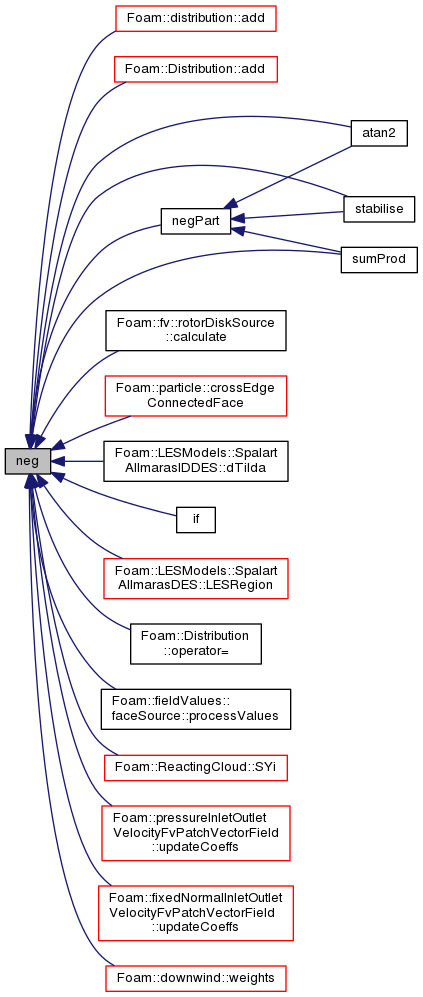 Foam::distribution::add
Foam::Distribution::add
atan2
stabilise
negPart
sumProd
Foam::fv::rotorDiskSource
::calculate
Foam::particle::crossEdge
ConnectedFace
Foam::LESModels::Spalart
AllmarasIDDES::dTilda
neg
if
Foam::LESModels::Spalart
AllmarasDES::LESRegion
Foam::Distribution
::operator=
Foam::fieldValues::
faceSource::processValues
Foam::ReactingCloud::SYi
Foam::pressureInletOutlet
VelocityFvPatchVectorField
::updateCoeffs
Foam::fixedNormalInletOutlet
VelocityFvPatchVectorField
::updateCoeffs
Foam::downwind::weights